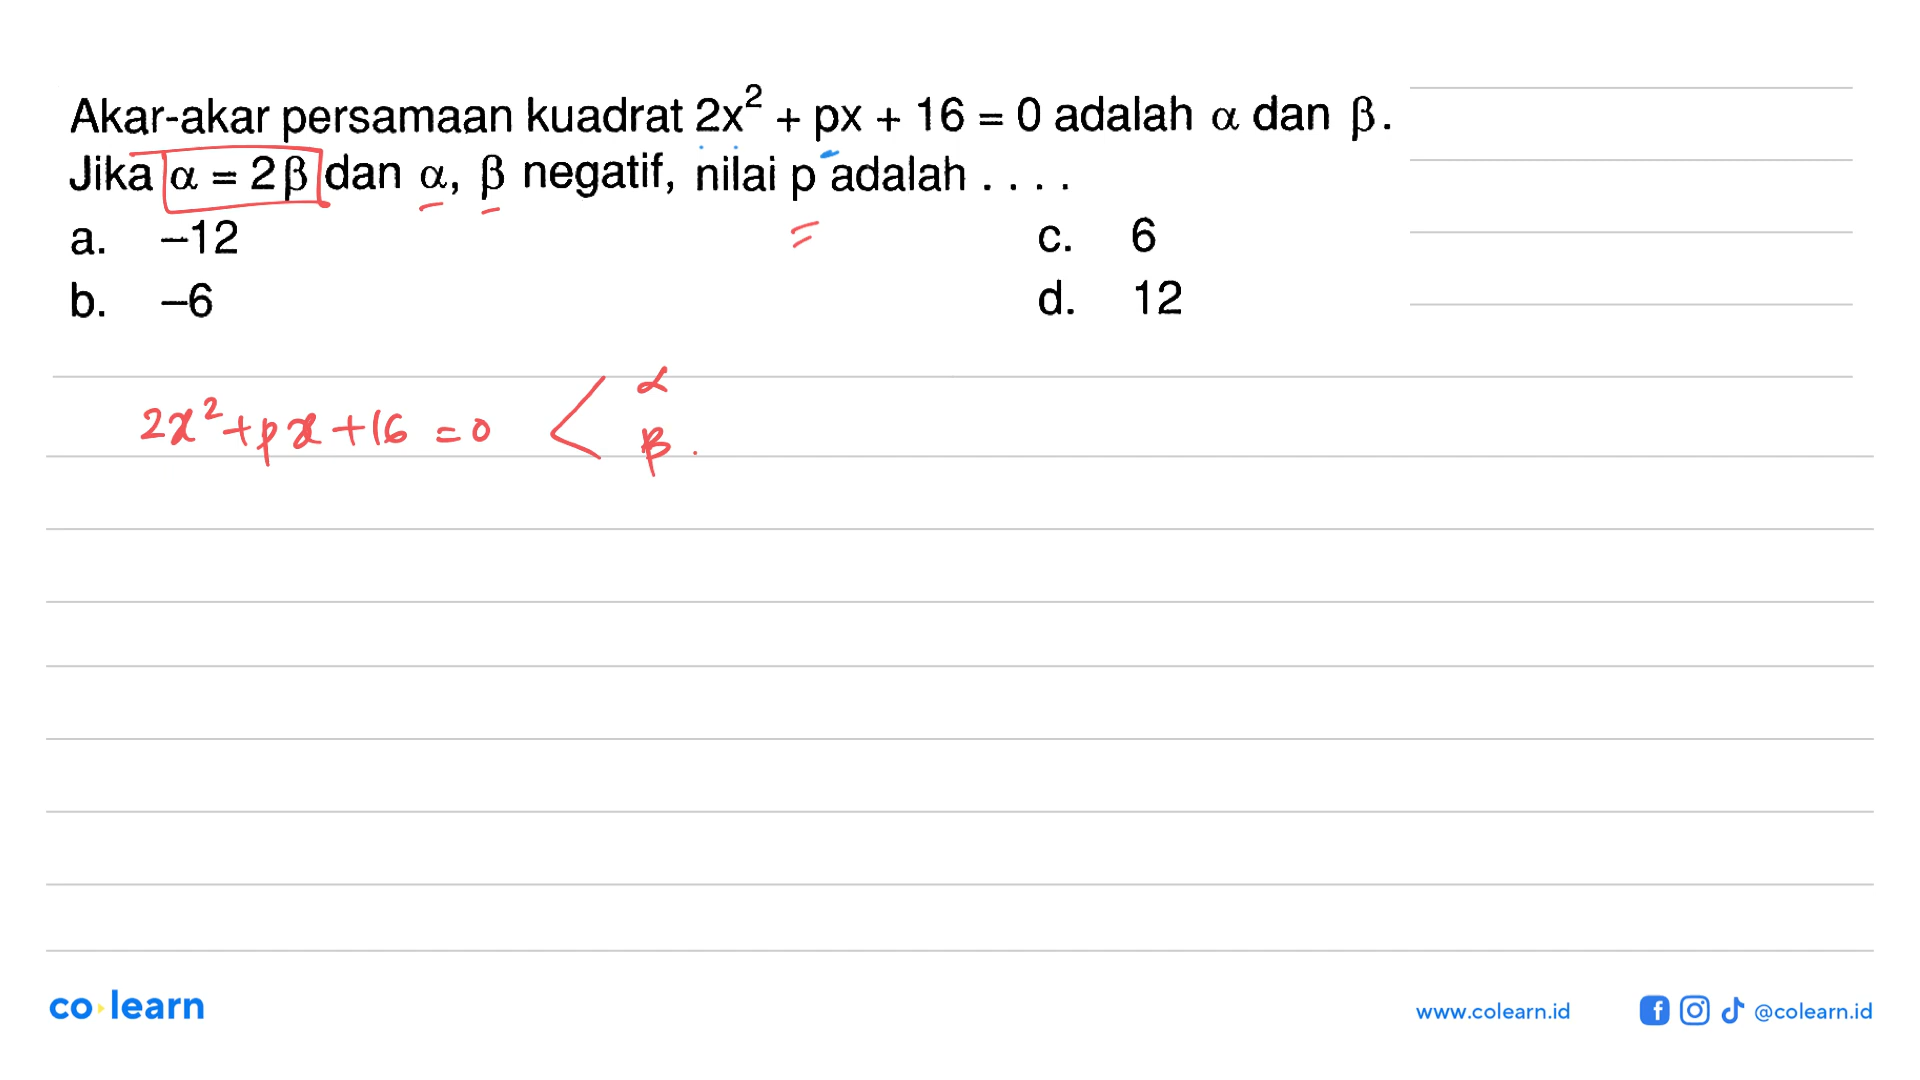 Akar-akar persamaan kuadrat 2x² + px + 16 = 0 adalah α dan β.
Jika α = 2β dan α, β negatif, nilai p adalah . . . .
a. –12
c. 6
b. –6
d. 12
2x² + px + 16 = 0 < α
β .
co learn
www.colearn.id
@colearn.id